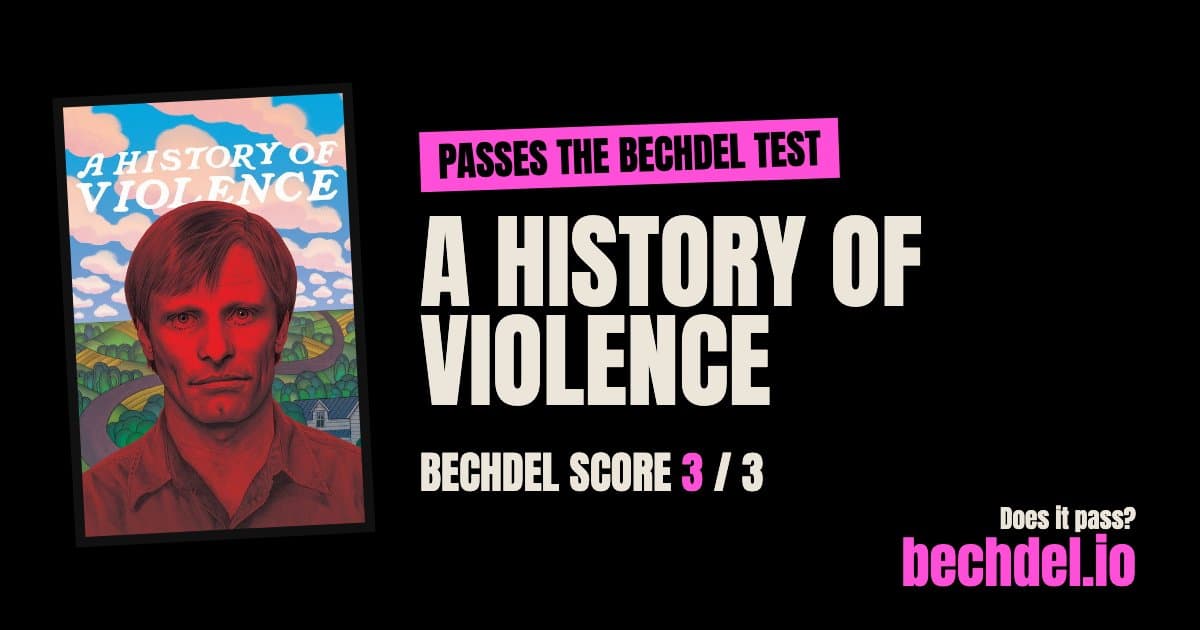 A HISTORY OF
VIOLENCE
PASSES THE BECHDEL TEST
A HISTORY OF
VIOLENCE
BECHDEL SCORE 3 / 3
Does it pass?
bechdel.io